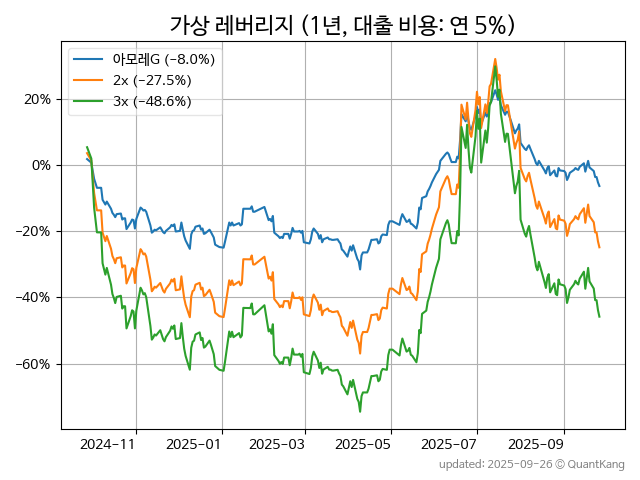 가상 레버리지 (1년, 대출 비용: 연 5%)
아모레G (−8.0%)
2x (−27.5%)
3x (−48.6%)
20%
0%
−20%
−40%
−60%
2024−11 2025−01 2025−03 2025−05 2025−07 2025−09
updated: 2025-09-26 © QuantKang